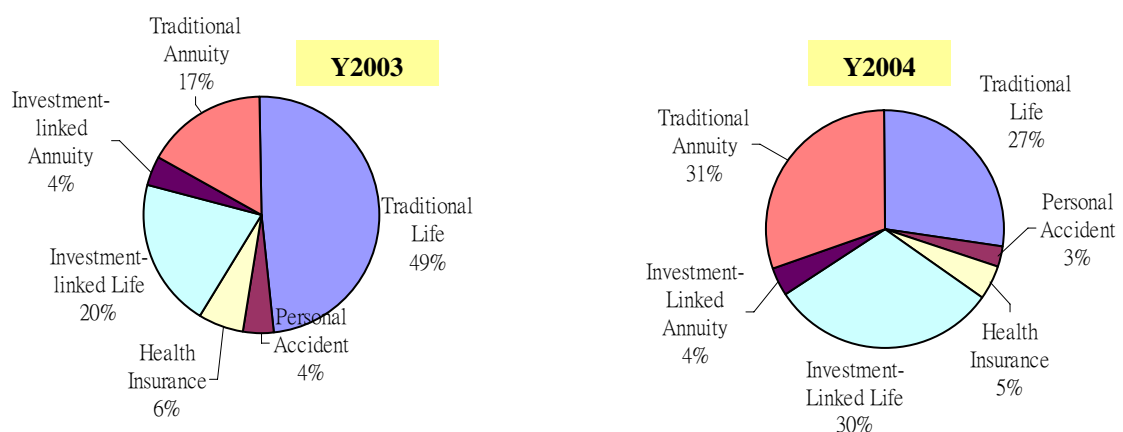 Y2003
Traditional
Annuity
17%
Investment-
linked
Annuity
4%
Traditional
Life
49%
Investment-
linked Life
20%
Personal
Accident
4%
Health
Insurance
6%
Y2004
Traditional
Life
27%
Traditional
Annuity
31%
Personal
Accident
3%
Investment-
Linked
Annuity
4%
Health
Insurance
5%
Investment-
Linked Life
30%